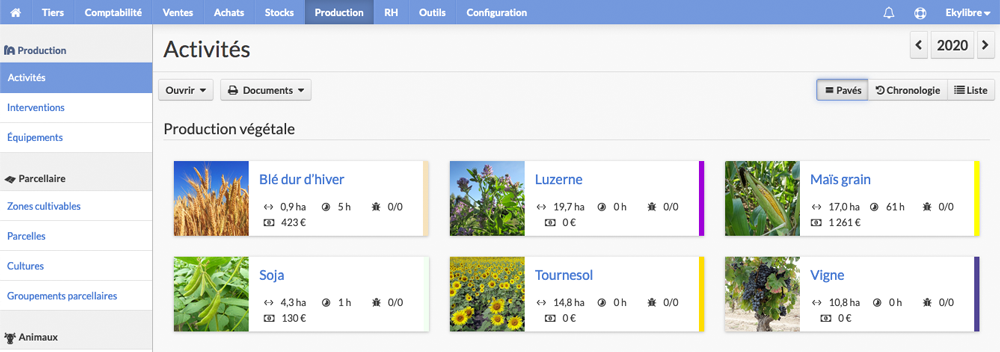 Tiers Comptabilité Ventes Achats Stocks Production RH Outils Configuration Ekylibre
Production
Activités
Interventions
Équipements
Parcellaire
Zones cultivables
Parcelles
Cultures
Groupements parcellaires
Animaux
Activités
2020
Ouvrir Documents Pavés Chronologie Liste
Production végétale
Blé dur d'hiver
0,9 ha 5 h 0/0
423 €
Luzerne
19,7 ha 0 h 0/0
0 €
Maïs grain
17,0 ha 61 h 0/0
1 261 €
Soja
4,3 ha 1 h 0/0
130 €
Tournesol
14,8 ha 0 h 0/0
0 €
Vigne
10,8 ha 0 h 0/0
0 €